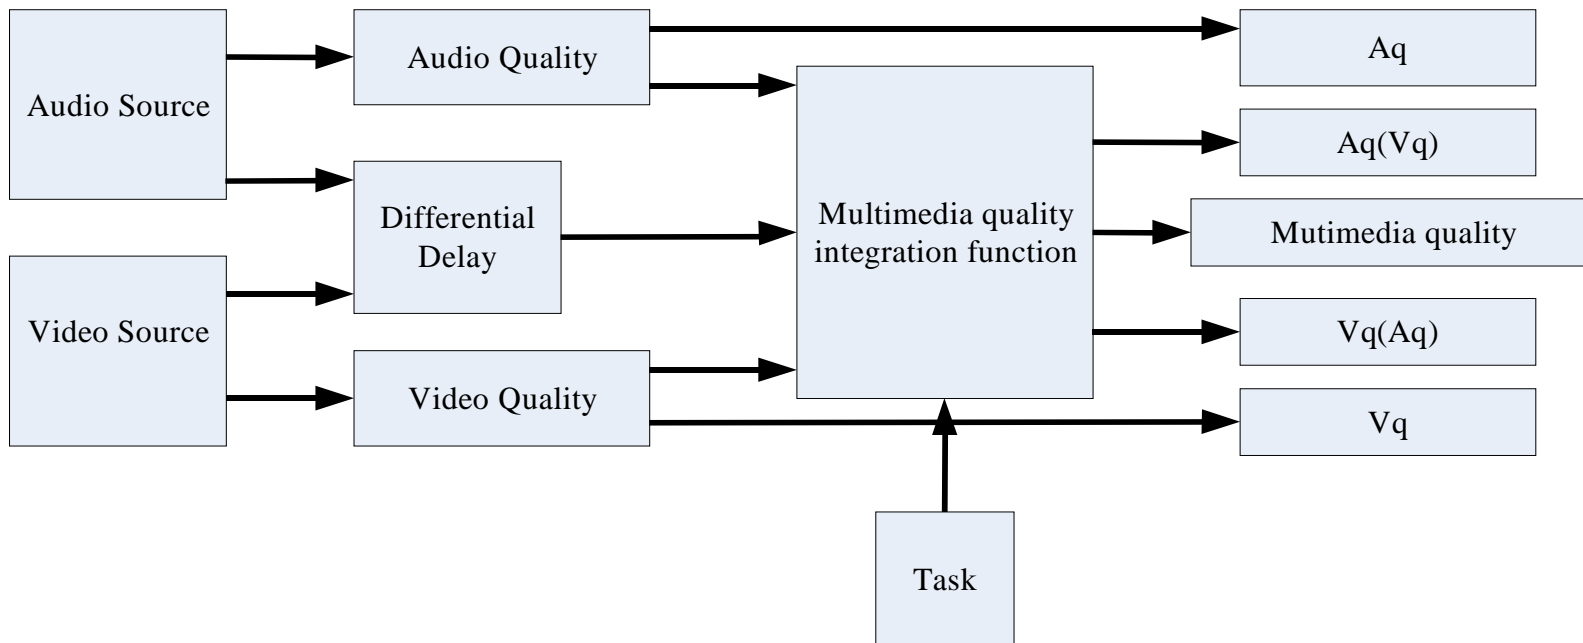 Audio Source
Audio Quality
Aq
Aq(Vq)
Differential
Delay
Multimedia quality
integration function
Mutimedia quality
Video Source
Video Quality
Vq(Aq)
Vq
Task